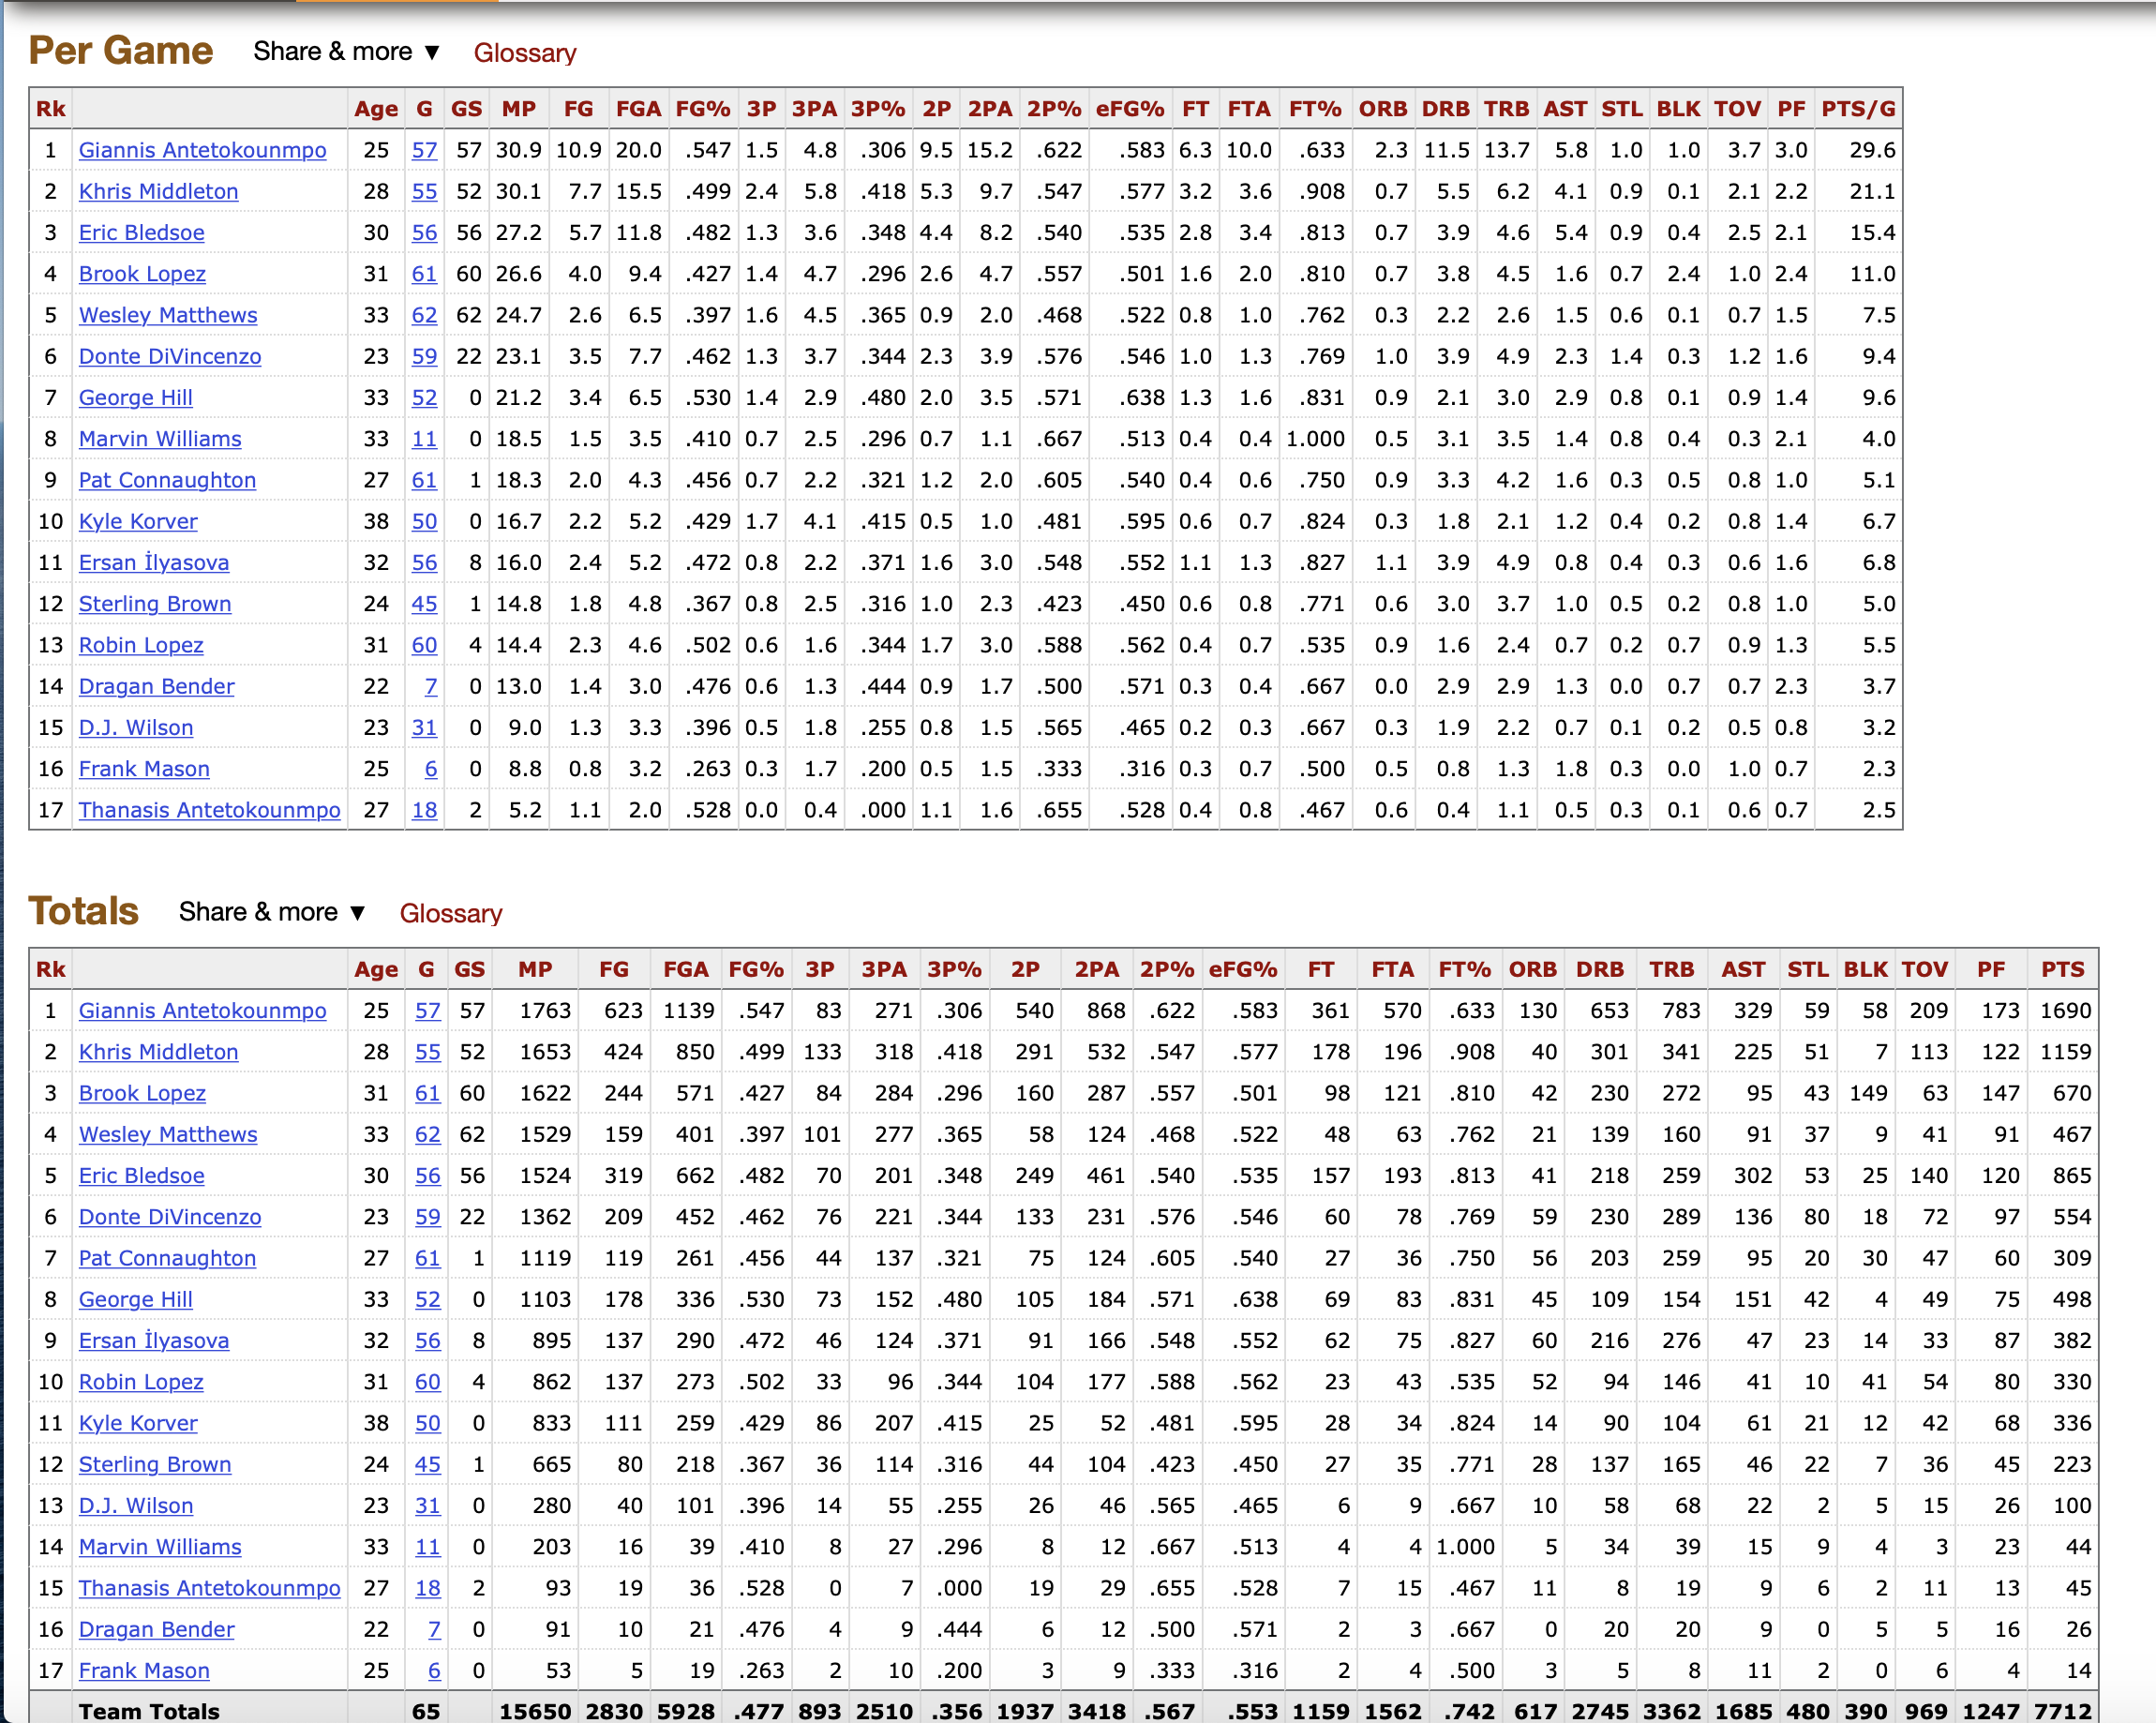 Per Game Share & more ▼ Glossary
Rk Age G GS MP FG FGA FG% 3P 3PA 3P% 2P 2PA 2P% eFG% FT FTA FT% ORB DRB TRB AST STL BLK TOV PF PTS/G
1 Giannis Antetokounmpo 25 57 57 30.9 10.9 20.0 .547 1.5 4.8 .306 9.5 15.2 .622 .583 6.3 10.0 .633 2.3 11.5 13.7 5.8 1.0 1.0 3.7 3.0 29.6
2 Khris Middleton 28 55 52 30.1 7.7 15.5 .499 2.4 5.8 .418 5.3 9.7 .547 .577 3.2 3.6 .908 0.7 5.5 6.2 4.1 0.9 0.1 2.1 2.2 21.1
3 Eric Bledsoe 30 56 56 27.2 5.7 11.8 .482 1.3 3.6 .348 4.4 8.2 .540 .535 2.8 3.4 .813 0.7 3.9 4.6 5.4 0.9 0.4 2.5 2.1 15.4
4 Brook Lopez 31 61 60 26.6 4.0 9.4 .427 1.4 4.7 .296 2.6 4.7 .557 .501 1.6 2.0 .810 0.7 3.8 4.5 1.6 0.7 2.4 1.0 2.4 11.0
5 Wesley Matthews 33 62 62 24.7 2.6 6.5 .397 1.6 4.5 .365 0.9 2.0 .468 .522 0.8 1.0 .762 0.3 2.2 2.6 1.5 0.6 0.1 0.7 1.5 7.5
6 Donte DiVincenzo 23 59 22 23.1 3.5 7.7 .462 1.3 3.7 .344 2.3 3.9 .576 .546 1.0 1.3 .769 1.0 3.9 4.9 2.3 1.4 0.3 1.2 1.6 9.4
7 George Hill 33 52 0 21.2 3.4 6.5 .530 1.4 2.9 .480 2.0 3.5 .571 .638 1.3 1.6 .831 0.9 2.1 3.0 2.9 0.8 0.1 0.9 1.4 9.6
8 Marvin Williams 33 11 0 18.5 1.5 3.5 .410 0.7 2.5 .296 0.7 1.1 .667 .513 0.4 0.4 1.000 0.5 3.1 3.5 1.4 0.8 0.4 0.3 2.1 4.0
9 Pat Connaughton 27 61 1 18.3 2.0 4.3 .456 0.7 2.2 .321 1.2 2.0 .605 .540 0.4 0.6 .750 0.9 3.3 4.2 1.6 0.3 0.5 0.8 1.0 5.1
10 Kyle Korver 38 50 0 16.7 2.2 5.2 .429 1.7 4.1 .415 0.5 1.0 .481 .595 0.6 0.7 .824 0.3 1.8 2.1 1.2 0.4 0.2 0.8 1.4 6.7
11 Ersan İlyasova 32 56 8 16.0 2.4 5.2 .472 0.8 2.2 .371 1.6 3.0 .548 .552 1.1 1.3 .827 1.1 3.9 4.9 0.8 0.4 0.3 0.6 1.6 6.8
12 Sterling Brown 24 45 1 14.8 1.8 4.8 .367 0.8 2.5 .316 1.0 2.3 .423 .450 0.6 0.8 .771 0.6 3.0 3.7 1.0 0.5 0.2 0.8 1.0 5.0
13 Robin Lopez 31 60 4 14.4 2.3 4.6 .502 0.6 1.6 .344 1.7 3.0 .588 .562 0.4 0.7 .535 0.9 1.6 2.4 0.7 0.2 0.7 0.9 1.3 5.5
14 Dragan Bender 22 7 0 13.0 1.4 3.0 .476 0.6 1.3 .444 0.9 1.7 .500 .571 0.3 0.4 .667 0.0 2.9 2.9 1.3 0.0 0.7 0.7 2.3 3.7
15 D.J. Wilson 23 31 0 9.0 1.3 3.3 .396 0.5 1.8 .255 0.8 1.5 .565 .465 0.2 0.3 .667 0.3 1.9 2.2 0.7 0.1 0.2 0.5 0.8 3.2
16 Frank Mason 25 6 0 8.8 0.8 3.2 .263 0.3 1.7 .200 0.5 1.5 .333 .316 0.3 0.7 .500 0.5 0.8 1.3 1.8 0.3 0.0 1.0 0.7 2.3
17 Thanasis Antetokounmpo 27 18 2 5.2 1.1 2.0 .528 0.0 0.4 .000 1.1 1.6 .655 .528 0.4 0.8 .467 0.6 0.4 1.1 0.5 0.3 0.1 0.6 0.7 2.5
Totals Share & more ▼ Glossary
Rk Age G GS MP FG FGA FG% 3P 3PA 3P% 2P 2PA 2P% eFG% FT FTA FT% ORB DRB TRB AST STL BLK TOV PF PTS
1 Giannis Antetokounmpo 25 57 57 1763 623 1139 .547 83 271 .306 540 868 .622 .583 361 570 .633 130 653 783 329 59 58 209 173 1690
2 Khris Middleton 28 55 52 1653 424 850 .499 133 318 .418 291 532 .547 .577 178 196 .908 40 301 341 225 51 7 113 122 1159
3 Brook Lopez 31 61 60 1622 244 571 .427 84 284 .296 160 287 .557 .501 98 121 .810 42 230 272 95 43 149 63 147 670
4 Wesley Matthews 33 62 62 1529 159 401 .397 101 277 .365 58 124 .468 .522 48 63 .762 21 139 160 91 37 9 41 91 467
5 Eric Bledsoe 30 56 56 1524 319 662 .482 70 201 .348 249 461 .540 .535 157 193 .813 41 218 259 302 53 25 140 120 865
6 Donte DiVincenzo 23 59 22 1362 209 452 .462 76 221 .344 133 231 .576 .546 60 78 .769 59 230 289 136 80 18 72 97 554
7 Pat Connaughton 27 61 1 1119 119 261 .456 44 137 .321 75 124 .605 .540 27 36 .750 56 203 259 95 20 30 47 60 309
8 George Hill 33 52 0 1103 178 336 .530 73 152 .480 105 184 .571 .638 69 83 .831 45 109 154 151 42 4 49 75 498
9 Ersan İlyasova 32 56 8 895 137 290 .472 46 124 .371 91 166 .548 .552 62 75 .827 60 216 276 47 23 14 33 87 382
10 Robin Lopez 31 60 4 862 137 273 .502 33 96 .344 104 177 .588 .562 23 43 .535 52 94 146 41 10 41 54 80 330
11 Kyle Korver 38 50 0 833 111 259 .429 86 207 .415 25 52 .481 .595 28 34 .824 14 90 104 61 21 12 42 68 336
12 Sterling Brown 24 45 1 665 80 218 .367 36 114 .316 44 104 .423 .450 27 35 .771 28 137 165 46 22 7 36 45 223
13 D.J. Wilson 23 31 0 280 40 101 .396 14 55 .255 26 46 .565 .465 6 9 .667 10 58 68 22 2 5 15 26 100
14 Marvin Williams 33 11 0 203 16 39 .410 8 27 .296 8 12 .667 .513 4 4 1.000 5 34 39 15 9 4 3 23 44
15 Thanasis Antetokounmpo 27 18 2 93 19 36 .528 0 7 .000 19 29 .655 .528 7 15 .467 11 8 19 9 6 2 11 13 45
16 Dragan Bender 22 7 0 91 10 21 .476 4 9 .444 6 12 .500 .571 2 3 .667 0 20 20 9 0 5 5 16 26
17 Frank Mason 25 6 0 53 5 19 .263 2 10 .200 3 9 .333 .316 2 4 .500 3 5 8 11 2 0 6 4 14
Team Totals 65 15650 2830 5928 .477 893 2510 .356 1937 3418 .567 .553 1159 1562 .742 617 2745 3362 1685 480 390 969 1247 7712